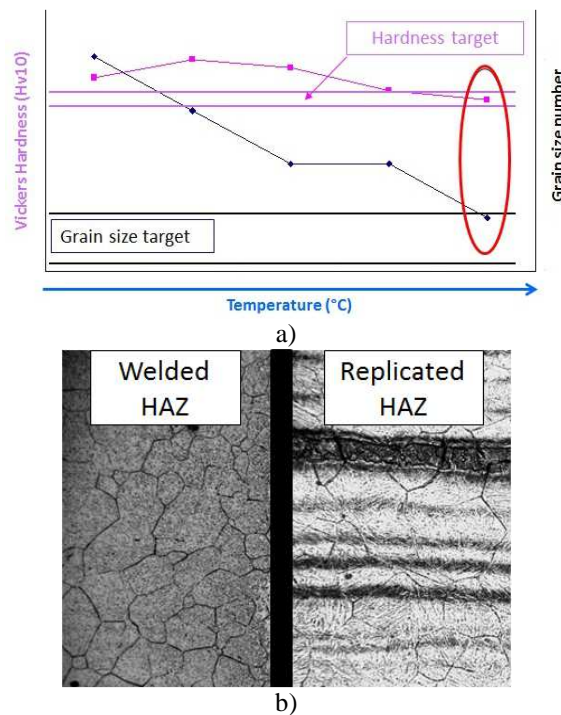 Hardness target
Vickers Hardness (Hv10)
Grain size number
Grain size target
Temperature (°C)
a)
Welded
HAZ
Replicated
HAZ
b)